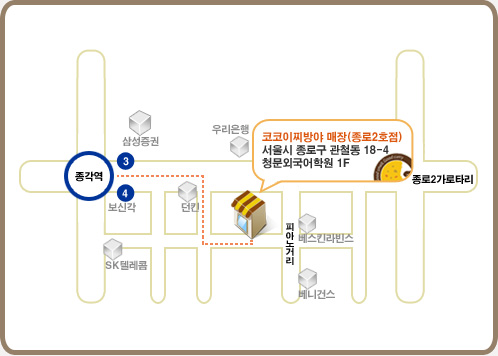 우리은행
삼성증권
코코이찌방야 매장(종로2호점)
서울시 종로구 관철동 18-4
청문외국어학원 1F
3
종각역
종로2가로타리
4
보신각
던킨
피아노거리
베스킨라빈스
SK텔레콤
베니건스